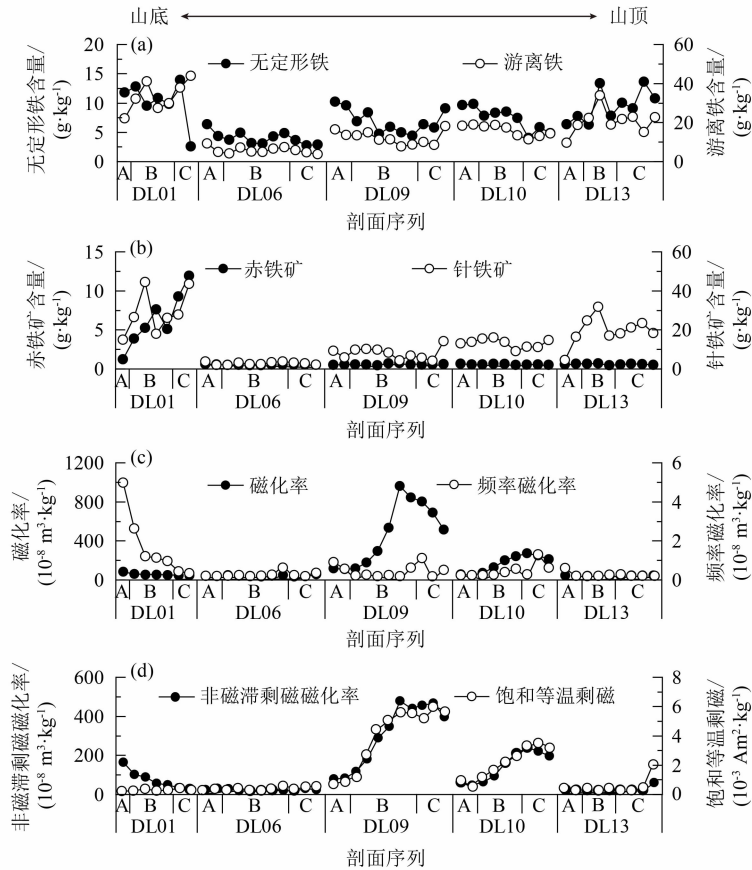 山底 山顶
(a)
无定形铁 游离铁
无定形铁含量/
(g·kg⁻¹)
20
15
10
5
0
60
40
20
0
游离铁含量/
(g·kg⁻¹)
A B C A B C A B C A B C A B C
DL01 DL06 DL09 DL10 DL13
剖面序列
(b)
赤铁矿 针铁矿
赤铁矿含量/
(g·kg⁻¹)
15
10
5
0
60
40
20
0
针铁矿含量/
(g·kg⁻¹)
A B C A B C A B C A B C A B C
DL01 DL06 DL09 DL10 DL13
剖面序列
(c)
磁化率 频率磁化率
磁化率/
(10⁻⁸ m³·kg⁻¹)
1200
800
400
0
6
4
2
0
频率磁化率/
(10⁻⁸ m³·kg⁻¹)
A B C A B C A B C A B C A B C
DL01 DL06 DL09 DL10 DL13
剖面序列
(d)
非磁滞剩磁磁化率 饱和等温剩磁
非磁滞剩磁磁化率/
(10⁻⁸ m³·kg⁻¹)
600
400
200
0
8
6
4
2
0
饱和等温剩磁/
(10⁻³ Am²·kg⁻¹)
A B C A B C A B C A B C A B C
DL01 DL06 DL09 DL10 DL13
剖面序列